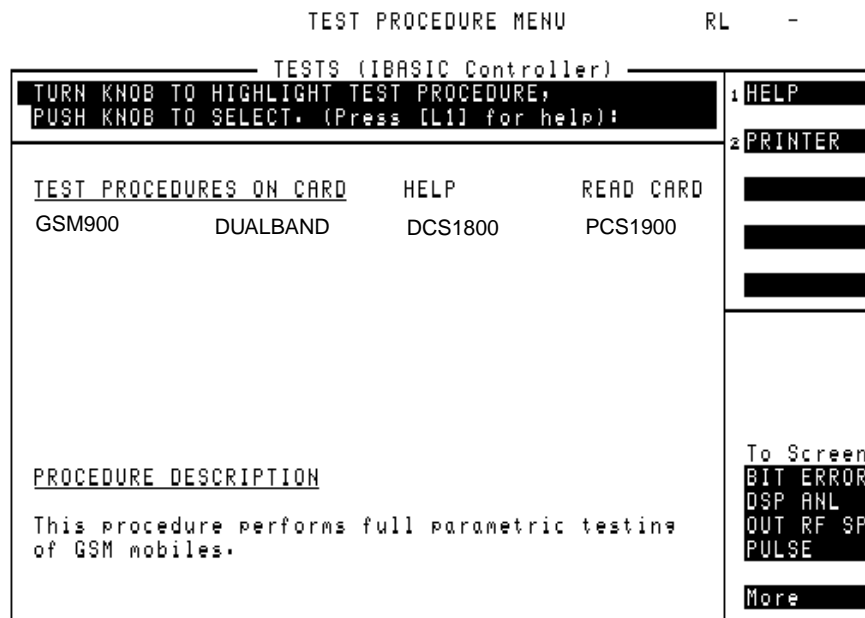 TEST PROCEDURE MENU RL -
TESTS (IBASIC Controller)
TURN KNOB TO HIGHLIGHT TEST PROCEDURE,
PUSH KNOB TO SELECT. (Press [L1] for help):
1 HELP
2 PRINTER
TEST PROCEDURES ON CARD HELP READ CARD
GSM900 DUALBAND DCS1800 PCS1900
PROCEDURE DESCRIPTION
This procedure performs full parametric testing
of GSM mobiles.
To Screen
BIT ERROR
DSP ANL
OUT RF SP
PULSE
More